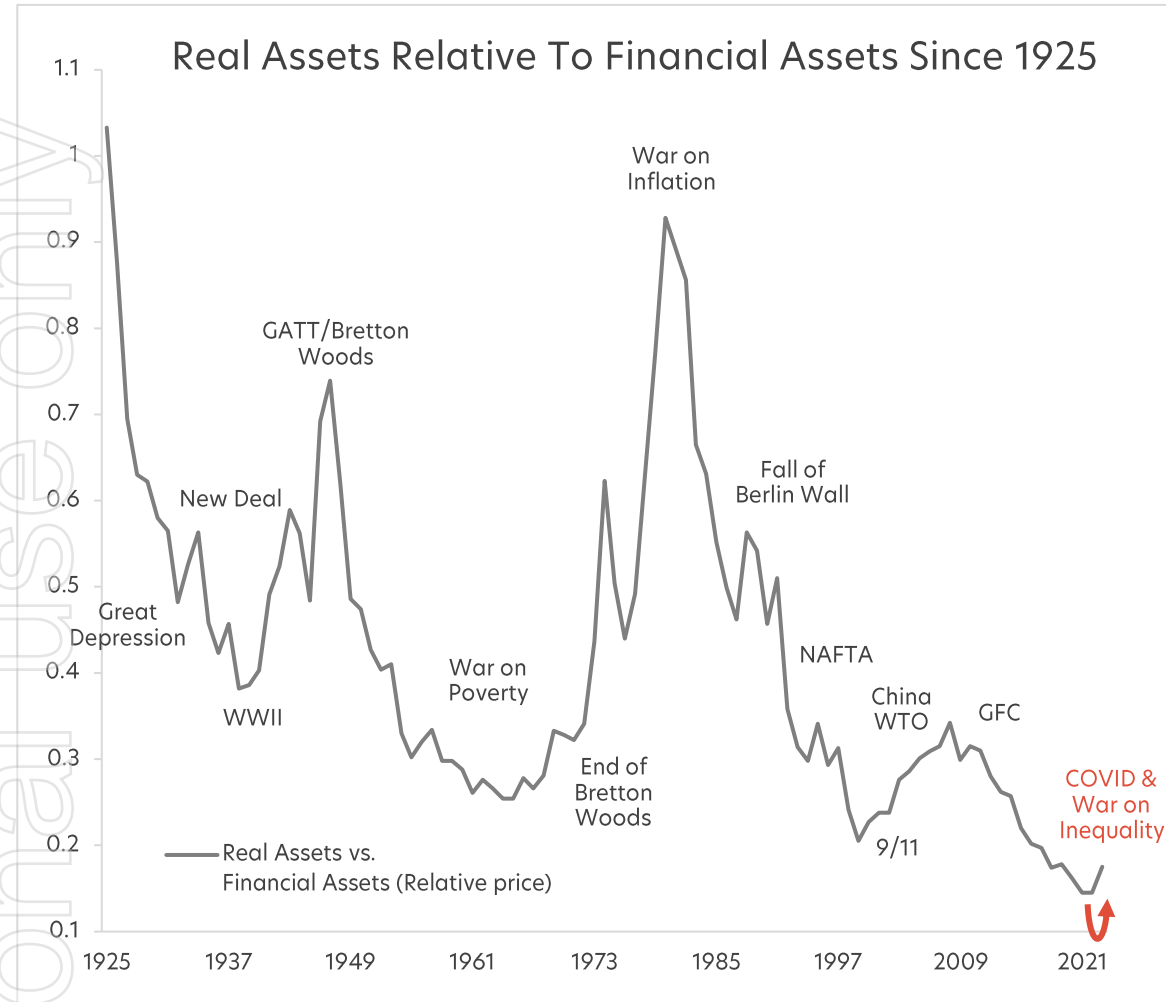 Real Assets Relative To Financial Assets Since 1925
1.1
1
0.9
0.8
0.7
0.6
0.5
0.4
0.3
0.2
0.1
War on
Inflation
GATT/Bretton
Woods
Fall of
Berlin Wall
New Deal
Great
Depression
NAFTA
War on
Poverty
China
WTO
GFC
WWII
End of
Bretton
Woods
COVID &
War on
Inequality
9/11
Real Assets vs.
Financial Assets (Relative price)
1925
1937
1949
1961
1973
1985
1997
2009
2021
onal use only